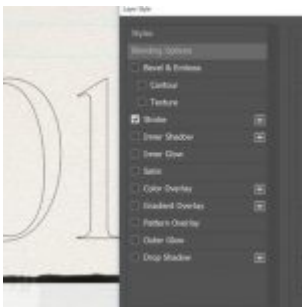 Layer Style
Styles
Blending Options
Bevel & Emboss
Contour
Texture
Stroke
Inner Shadow
Inner Glow
Satin
Color Overlay
Gradient Overlay
Pattern Overlay
Outer Glow
Drop Shadow